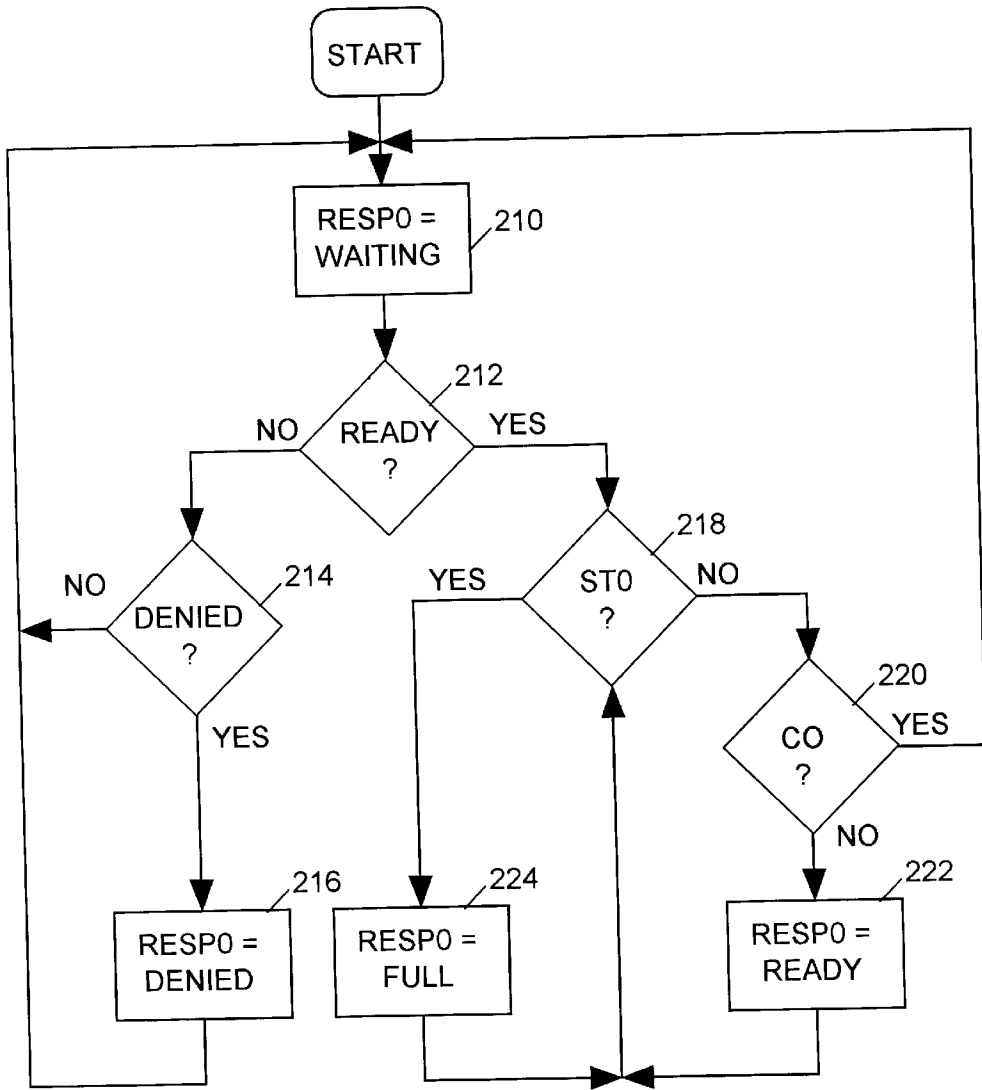 START
RESP0 =
WAITING
210
212
NO
READY
?
YES
218
214
NO
DENIED
?
YES
ST0
?
NO
220
YES
CO
?
YES
NO
216
224
222
RESP0 =
DENIED
RESP0 =
FULL
RESP0 =
READY